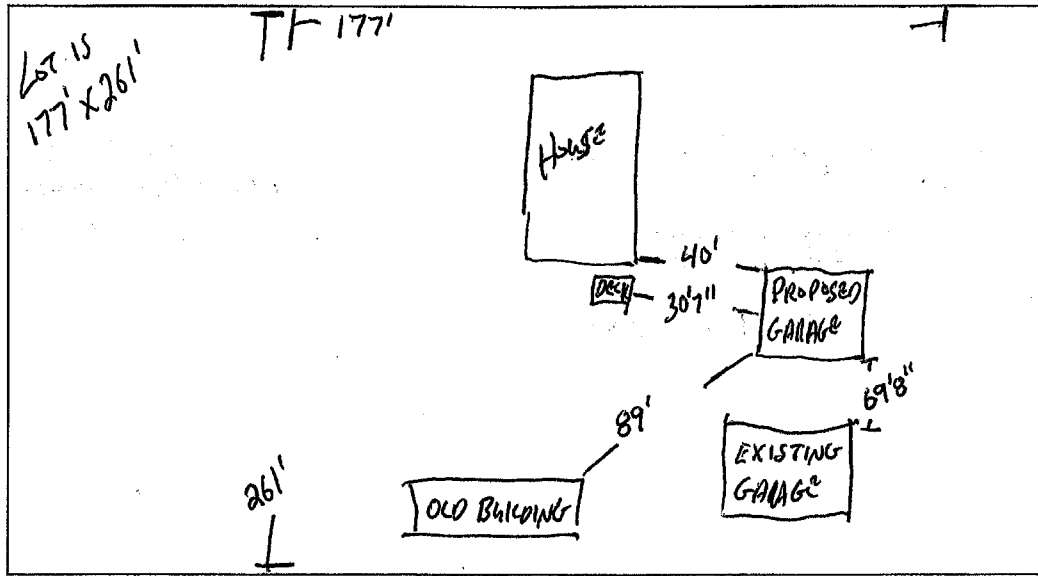 LOT IS
177' X 261'
177'
HOUSE
40'
DECK
30'7"
PROPOSED
GARAGE
69'8"
89'
EXISTING
GARAGE
261'
OLD BUILDING